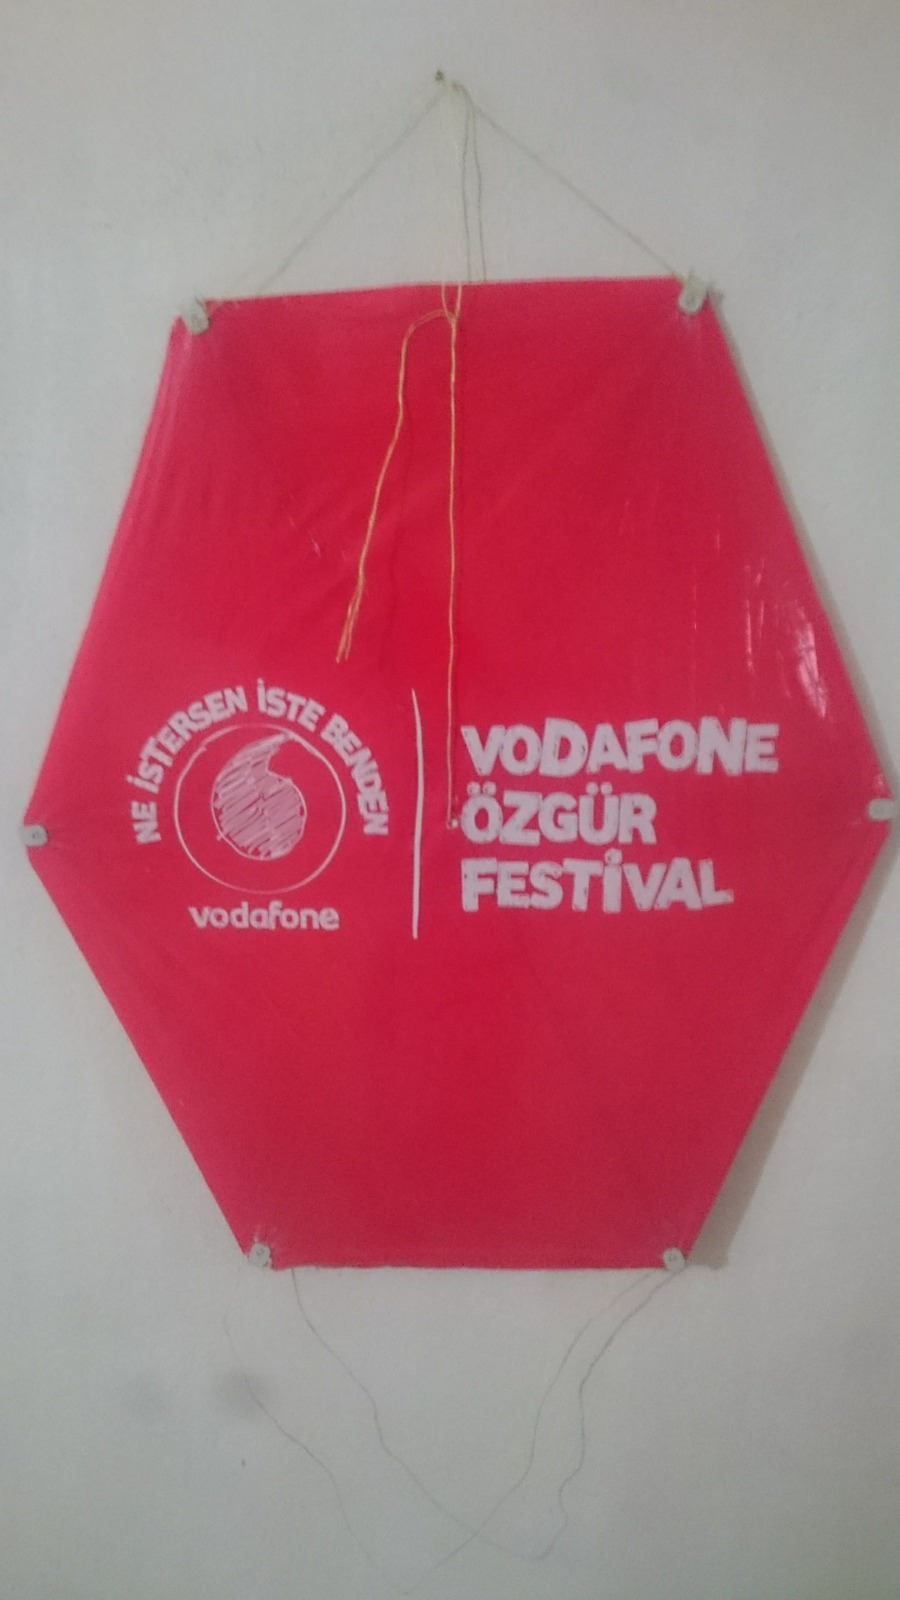 NE İSTERSEN İSTE BENDEN
vodafone
VODAFONE
ÖZGÜR
FESTİVAL